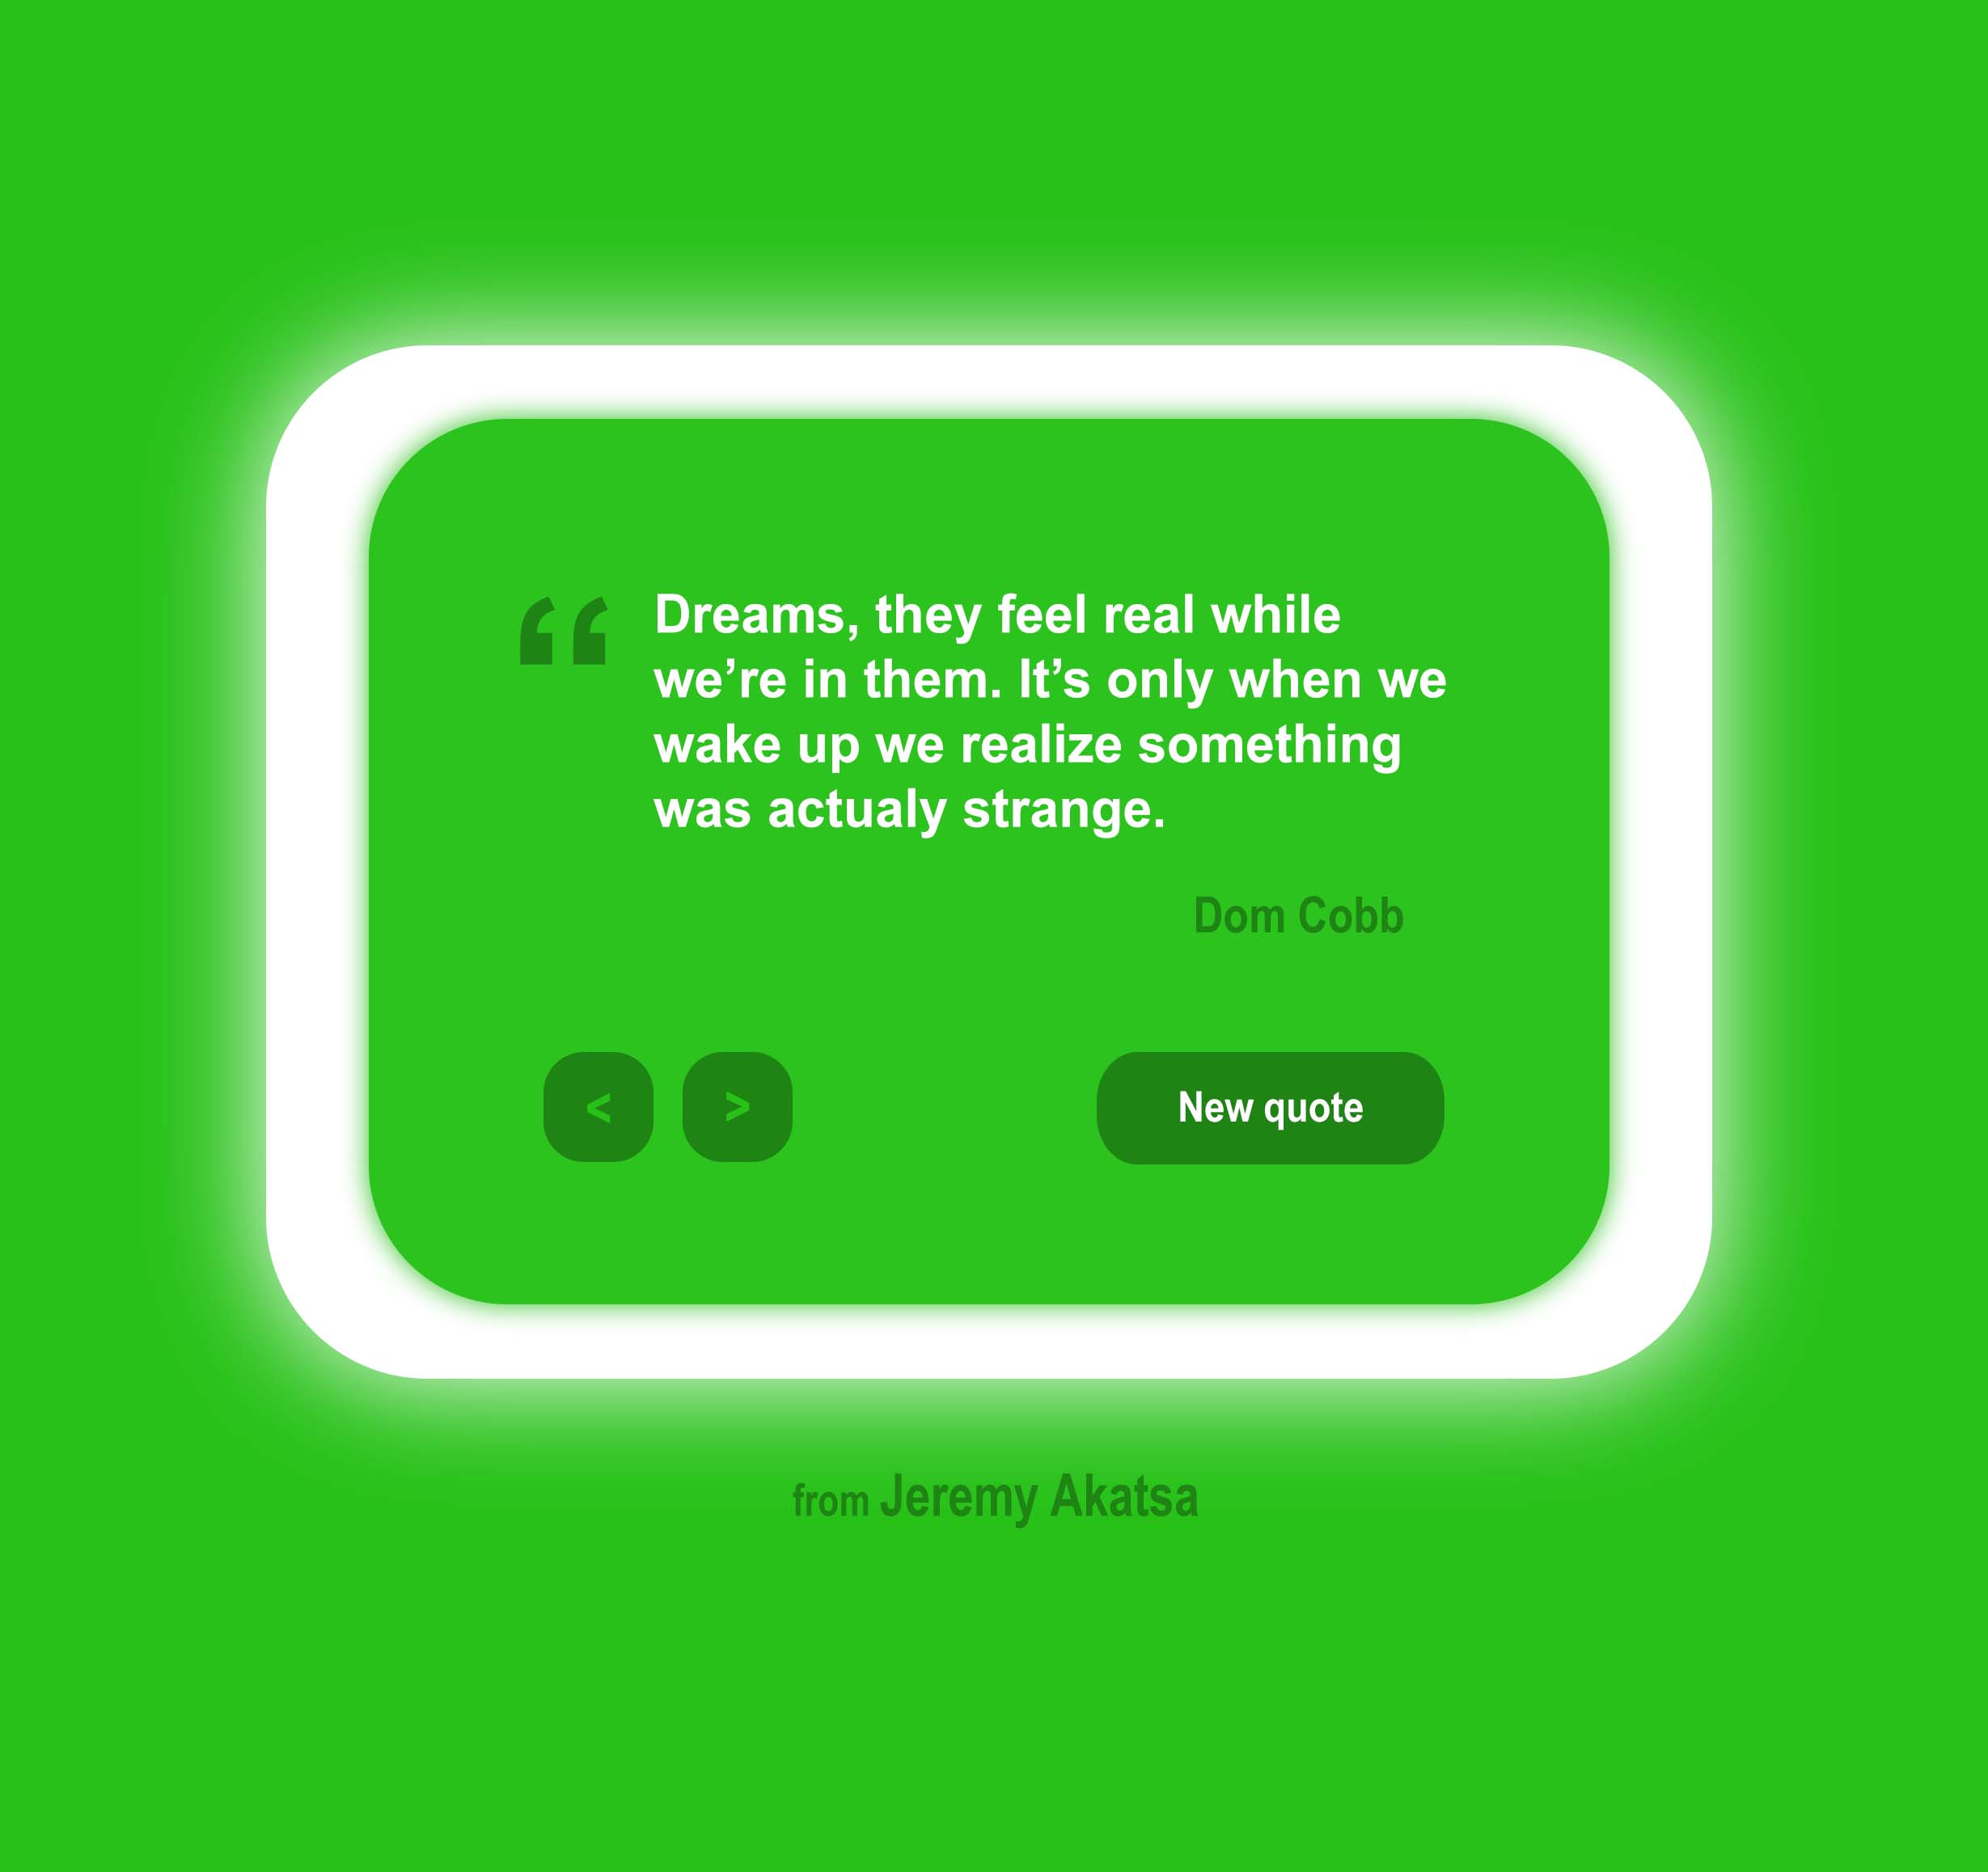 “ Dreams, they feel real while
we’re in them. It’s only when we
wake up we realize something
was actualy strange.
Dom Cobb
< > New quote
from Jeremy Akatsa